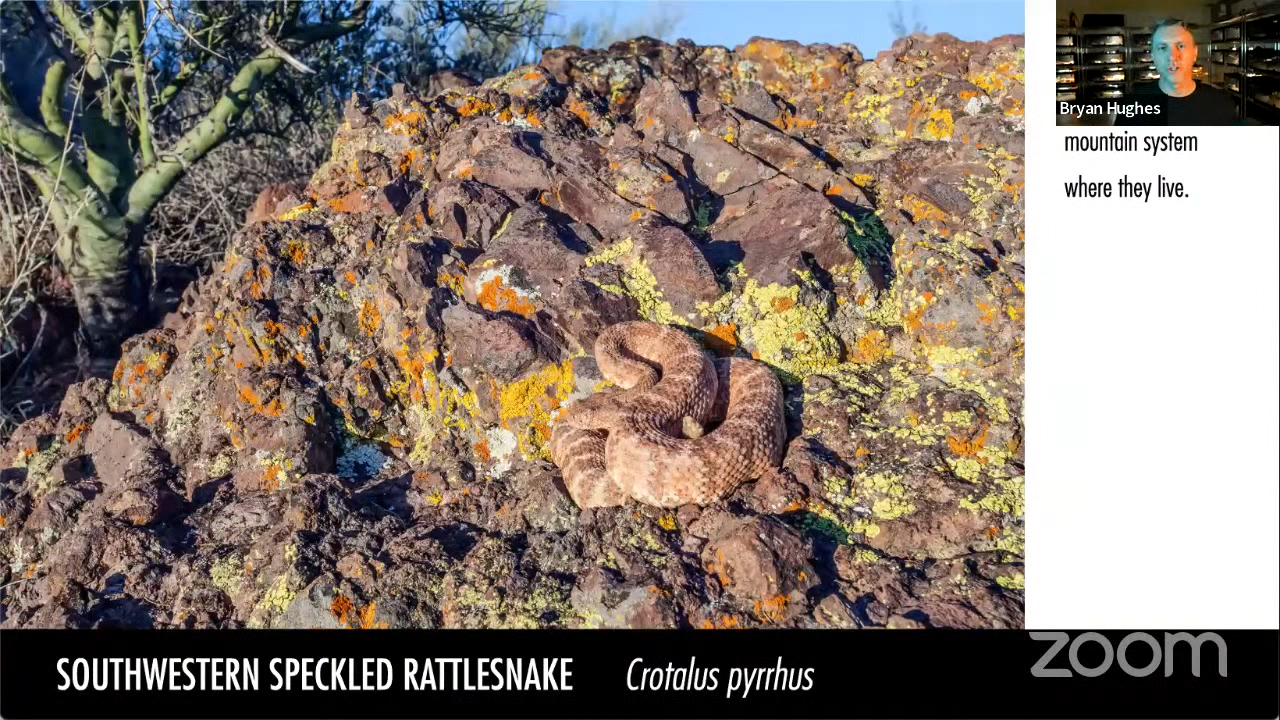 Bryan Hughes
mountain system
where they live.
SOUTHWESTERN SPECKLED RATTLESNAKE Crotalus pyrrhus
zoom